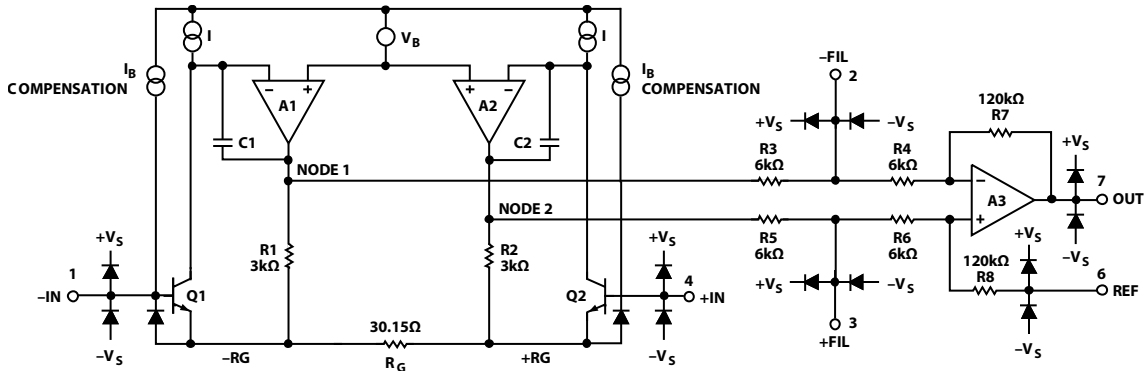 I
V_B
I
I_B
COMPENSATION
I_B
COMPENSATION
–
+
A1
+
–
A2
C1
C2
NODE 1
NODE 2
–FIL
2
+V_S
–V_S
120kΩ
R7
R3
6kΩ
R4
6kΩ
–
+
A3
+V_S
7
OUT
–V_S
R5
6kΩ
R6
6kΩ
120kΩ
R8
+V_S
6
REF
–V_S
+V_S
–V_S
3
+FIL
R1
3kΩ
R2
3kΩ
+V_S
1
–IN
–V_S
Q1
Q2
+V_S
4
+IN
–V_S
30.15Ω
–RG
R_G
+RG